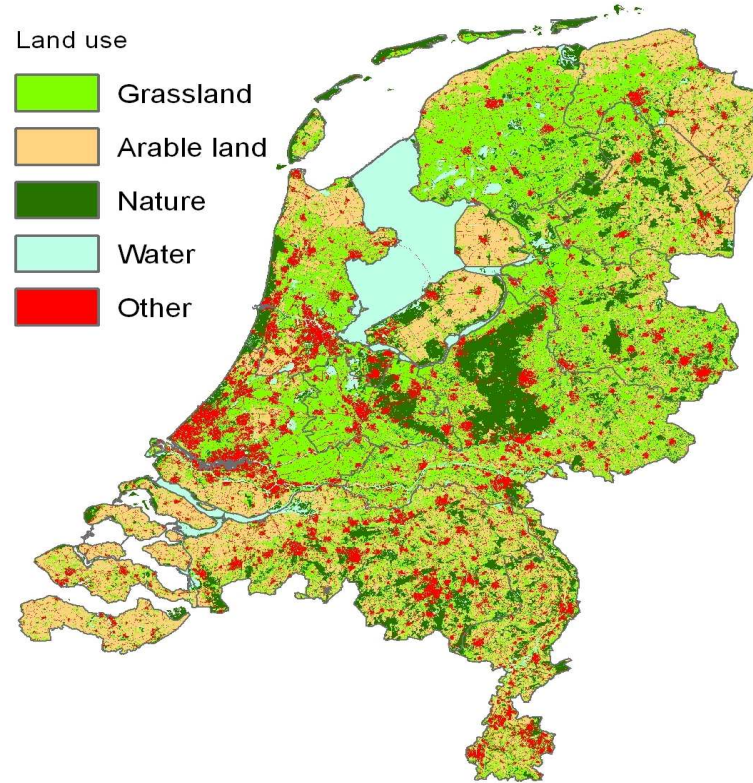 Land use
Grassland
Arable land
Nature
Water
Other